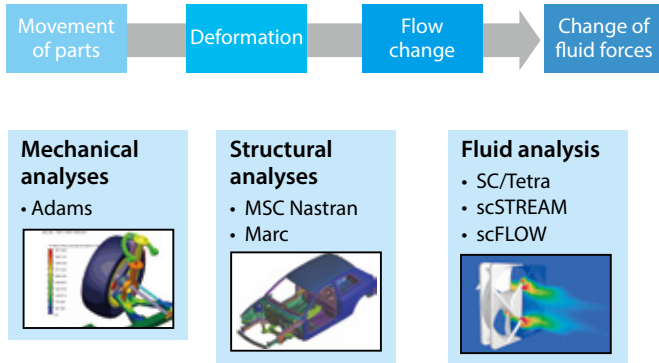 Movement
of parts
Deformation
Flow
change
Change of
fluid forces
Mechanical
analyses
• Adams
Structural
analyses
• MSC Nastran
• Marc
Fluid analysis
• SC/Tetra
• scSTREAM
• scFLOW